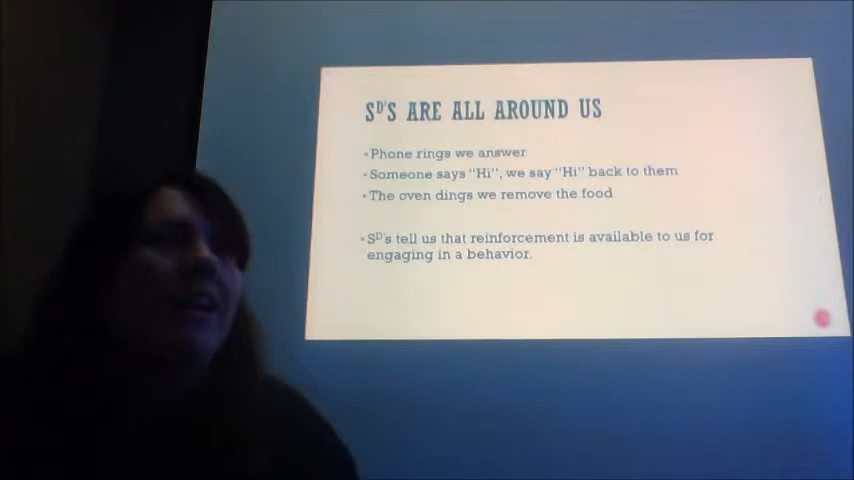 Sᴰ'S ARE ALL AROUND US
• Phone rings we answer
• Someone says "Hi", we say "Hi" back to them
• The oven dings we remove the food
• Sᴰ's tell us that reinforcement is available to us for
engaging in a behavior.